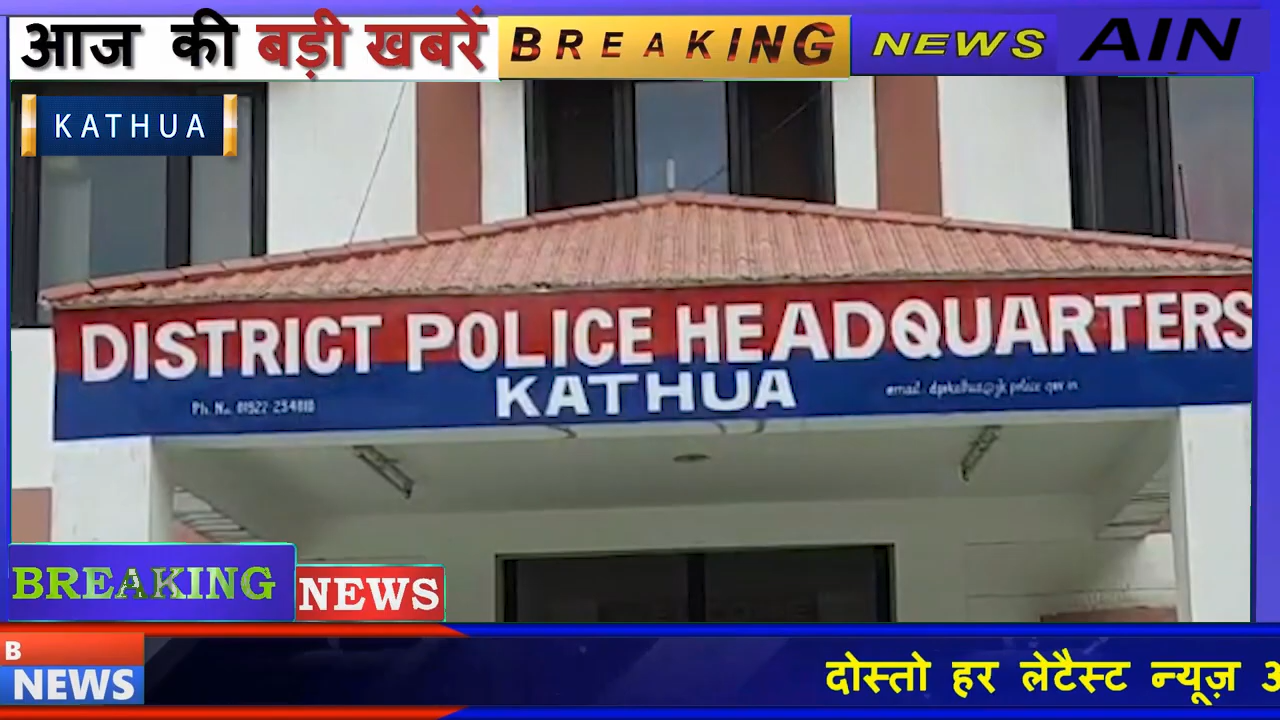 आज की बड़ी खबरें BREAKING NEWS AIN
KATHUA
DISTRICT POLICE HEADQUARTERS
KATHUA
Ph. No. 01922-234818
BREAKING NEWS
B
NEWS
दोस्तो हर लेटैस्ट न्यूज़